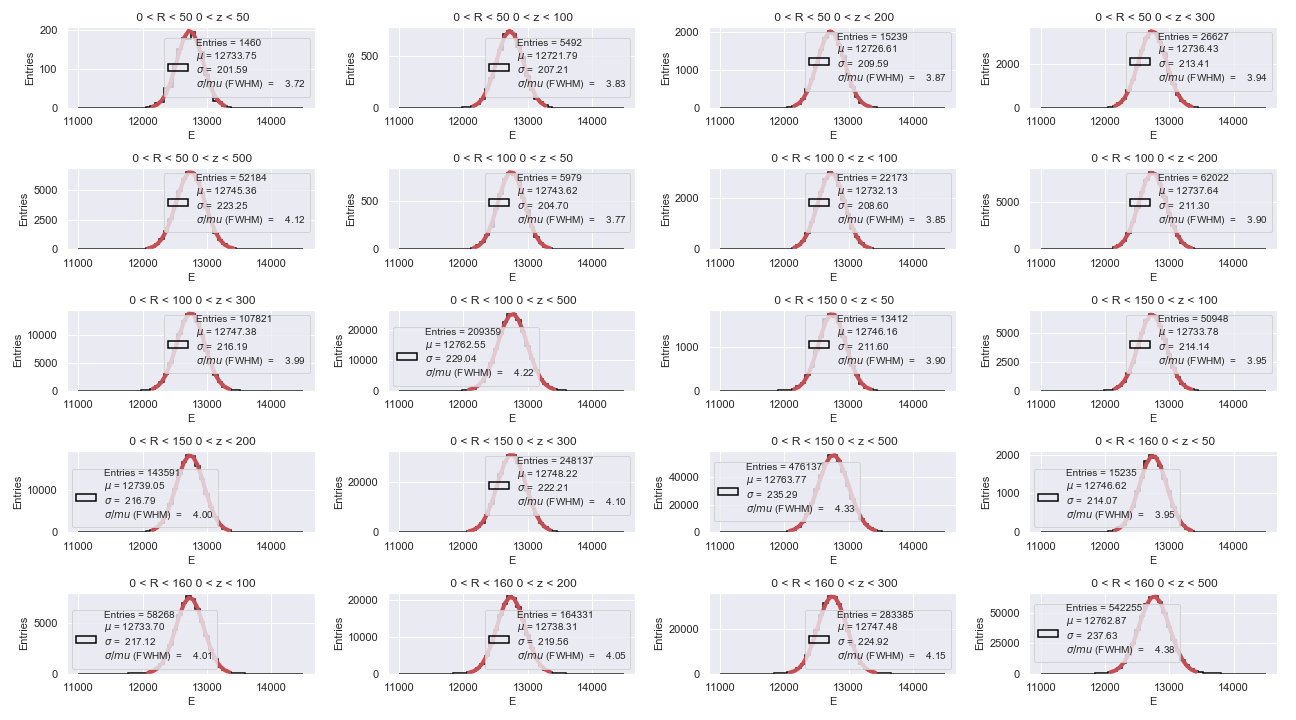 0 < R < 50 0 < z < 50
Entries
200
100
0
Entries = 1460
μ = 12733.75
σ = 201.59
σ/mu (FWHM) = 3.72
11000 12000 13000 14000
E
0 < R < 50 0 < z < 100
Entries
500
0
Entries = 5492
μ = 12721.79
σ = 207.21
σ/mu (FWHM) = 3.83
11000 12000 13000 14000
E
0 < R < 50 0 < z < 200
Entries
2000
1000
0
Entries = 15239
μ = 12726.61
σ = 209.59
σ/mu (FWHM) = 3.87
11000 12000 13000 14000
E
0 < R < 50 0 < z < 300
Entries
2000
0
Entries = 26627
μ = 12736.43
σ = 213.41
σ/mu (FWHM) = 3.94
11000 12000 13000 14000
E
0 < R < 50 0 < z < 500
Entries
5000
2500
0
Entries = 52184
μ = 12745.36
σ = 223.25
σ/mu (FWHM) = 4.12
11000 12000 13000 14000
E
0 < R < 100 0 < z < 50
Entries
500
0
Entries = 5979
μ = 12743.62
σ = 204.70
σ/mu (FWHM) = 3.77
11000 12000 13000 14000
E
0 < R < 100 0 < z < 100
Entries
2000
0
Entries = 22173
μ = 12732.13
σ = 208.60
σ/mu (FWHM) = 3.85
11000 12000 13000 14000
E
0 < R < 100 0 < z < 200
Entries
5000
0
Entries = 62022
μ = 12737.64
σ = 211.30
σ/mu (FWHM) = 3.90
11000 12000 13000 14000
E
0 < R < 100 0 < z < 300
Entries
10000
5000
0
Entries = 107821
μ = 12747.38
σ = 216.19
σ/mu (FWHM) = 3.99
11000 12000 13000 14000
E
0 < R < 100 0 < z < 500
Entries
20000
10000
0
Entries = 209359
μ = 12762.55
σ = 229.04
σ/mu (FWHM) = 4.22
11000 12000 13000 14000
E
0 < R < 150 0 < z < 50
Entries
1000
0
Entries = 13412
μ = 12746.16
σ = 211.60
σ/mu (FWHM) = 3.90
11000 12000 13000 14000
E
0 < R < 150 0 < z < 100
Entries
5000
2500
0
Entries = 50948
μ = 12733.78
σ = 214.14
σ/mu (FWHM) = 3.95
11000 12000 13000 14000
E
0 < R < 150 0 < z < 200
Entries
10000
0
Entries = 143591
μ = 12739.05
σ = 216.79
σ/mu (FWHM) = 4.00
11000 12000 13000 14000
E
0 < R < 150 0 < z < 300
Entries
20000
0
Entries = 248137
μ = 12748.22
σ = 222.21
σ/mu (FWHM) = 4.10
11000 12000 13000 14000
E
0 < R < 150 0 < z < 500
Entries
40000
20000
0
Entries = 476137
μ = 12763.77
σ = 235.29
σ/mu (FWHM) = 4.33
11000 12000 13000 14000
E
0 < R < 160 0 < z < 50
Entries
2000
1000
0
Entries = 15235
μ = 12746.62
σ = 214.07
σ/mu (FWHM) = 3.95
11000 12000 13000 14000
E
0 < R < 160 0 < z < 100
Entries
5000
0
Entries = 58268
μ = 12733.70
σ = 217.12
σ/mu (FWHM) = 4.01
11000 12000 13000 14000
E
0 < R < 160 0 < z < 200
Entries
20000
10000
0
Entries = 164331
μ = 12738.31
σ = 219.56
σ/mu (FWHM) = 4.05
11000 12000 13000 14000
E
0 < R < 160 0 < z < 300
Entries
20000
0
Entries = 283385
μ = 12747.48
σ = 224.92
σ/mu (FWHM) = 4.15
11000 12000 13000 14000
E
0 < R < 160 0 < z < 500
Entries
50000
25000
0
Entries = 542255
μ = 12762.87
σ = 237.63
σ/mu (FWHM) = 4.38
11000 12000 13000 14000
E